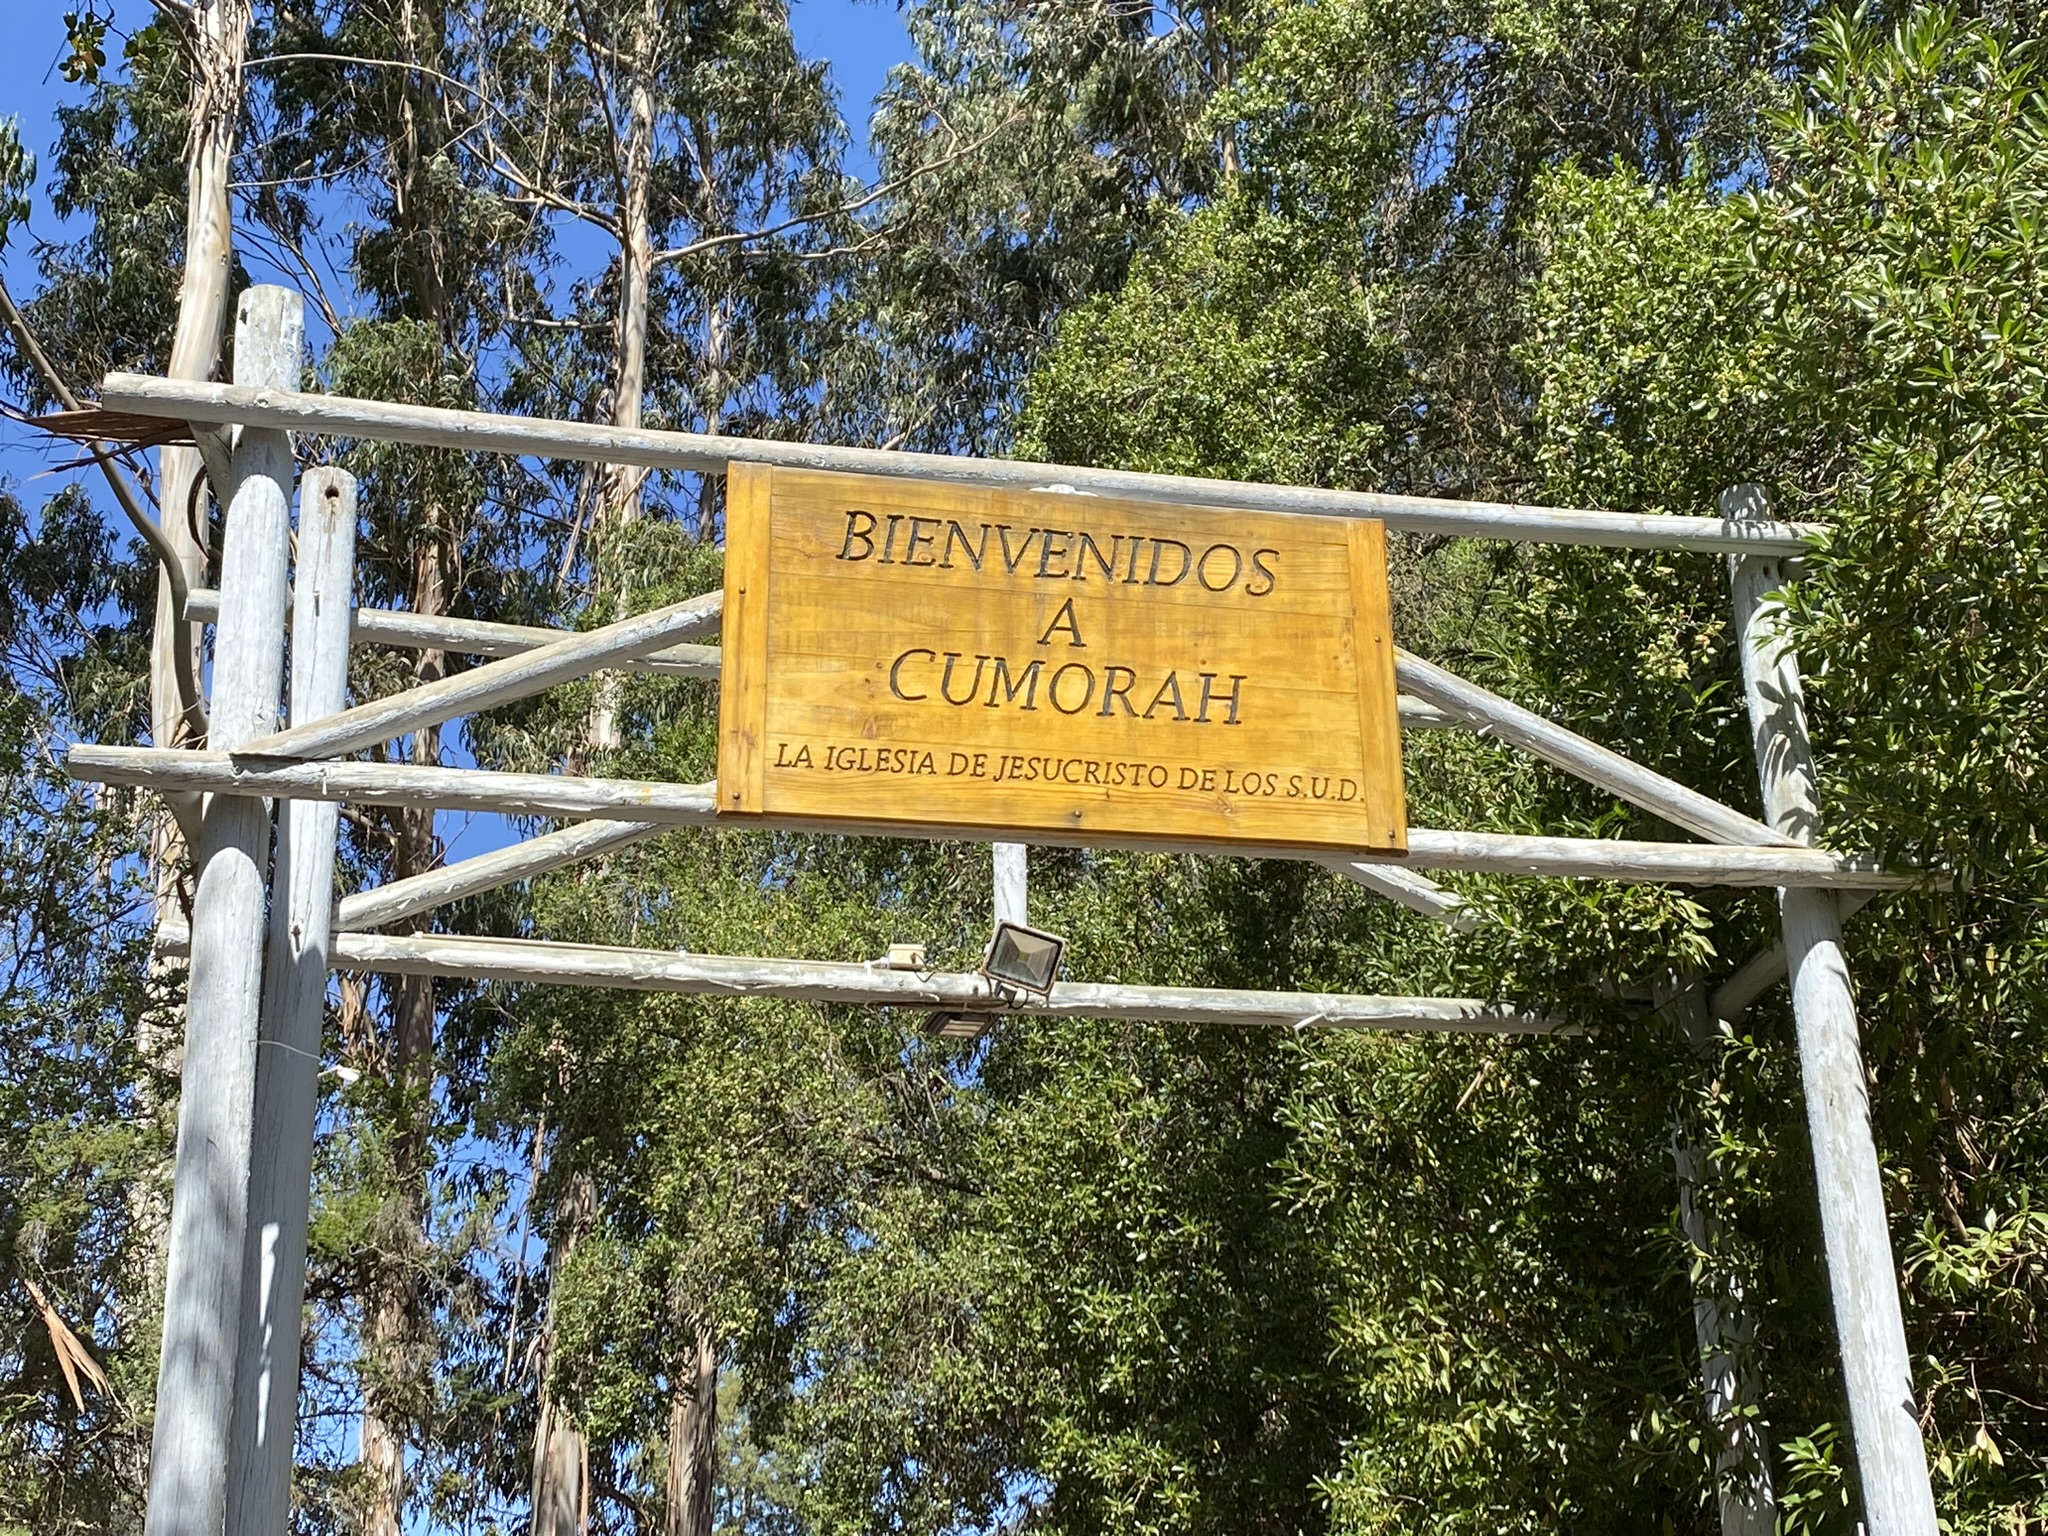 BIENVENIDOS
A
CUMORAH
LA IGLESIA DE JESUCRISTO DE LOS S.U.D.